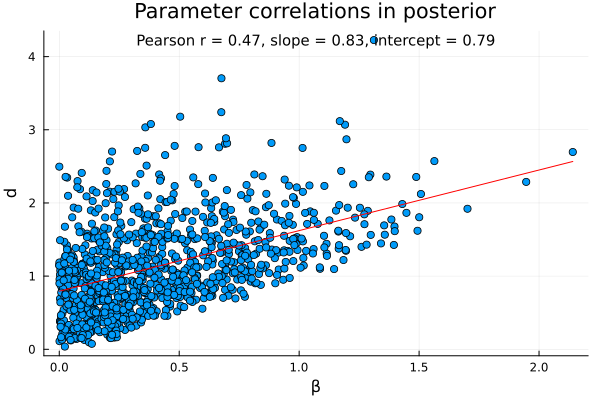 Parameter correlations in posterior
Pearson r = 0.47, slope = 0.83, intercept = 0.79
4
3
2
1
0
d
0.0 0.5 1.0 1.5 2.0
β